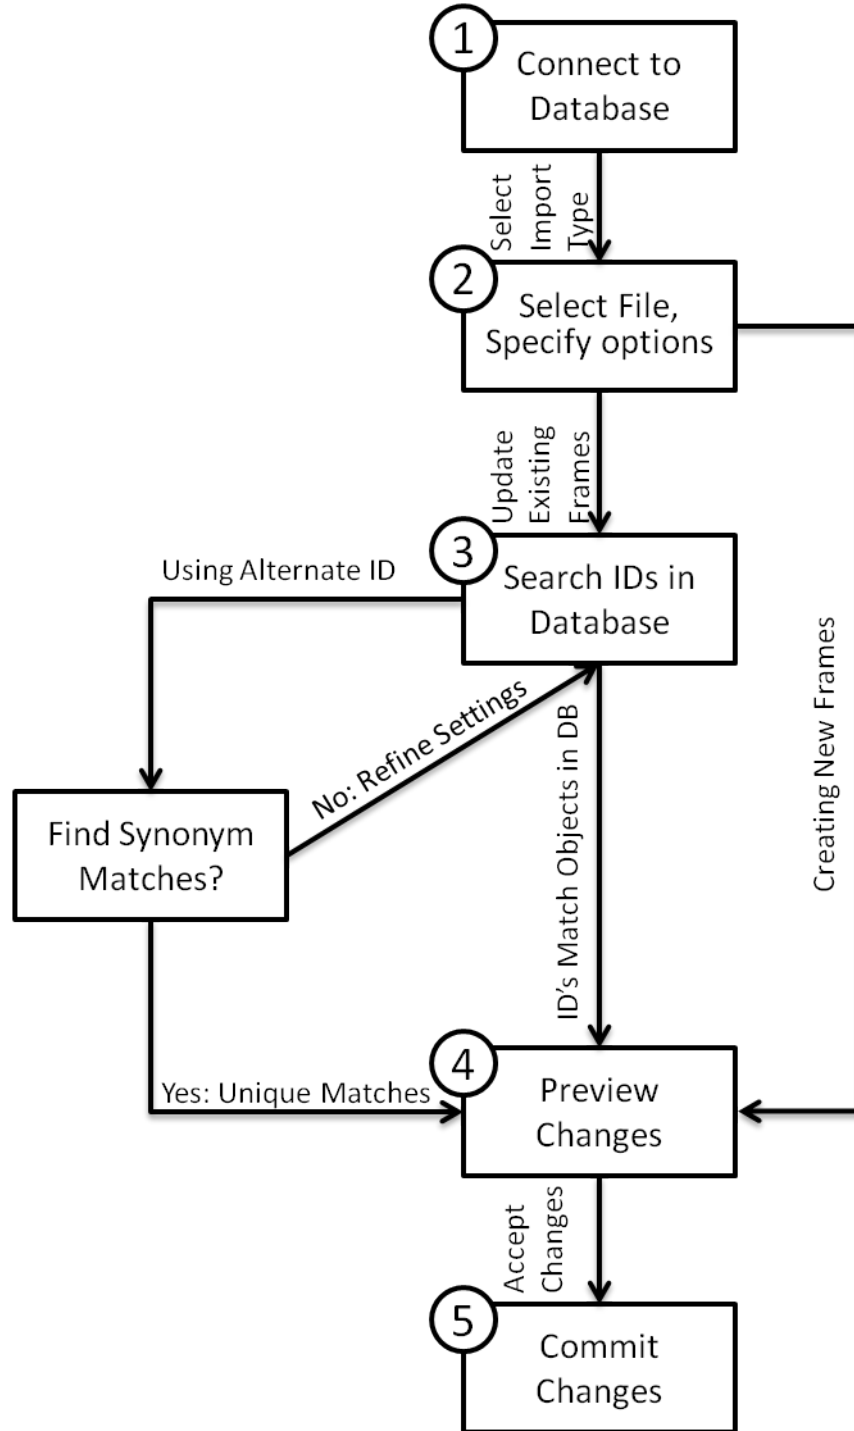 1
Connect to
Database
Select
Import
Type
2
Select File,
Specify options
Update
Existing
Frames
3
Search IDs in
Database
Using Alternate ID
No: Refine Settings
ID's Match Objects in DB
Creating New Frames
Find Synonym
Matches?
Yes: Unique Matches
4
Preview
Changes
Accept
Changes
5
Commit
Changes